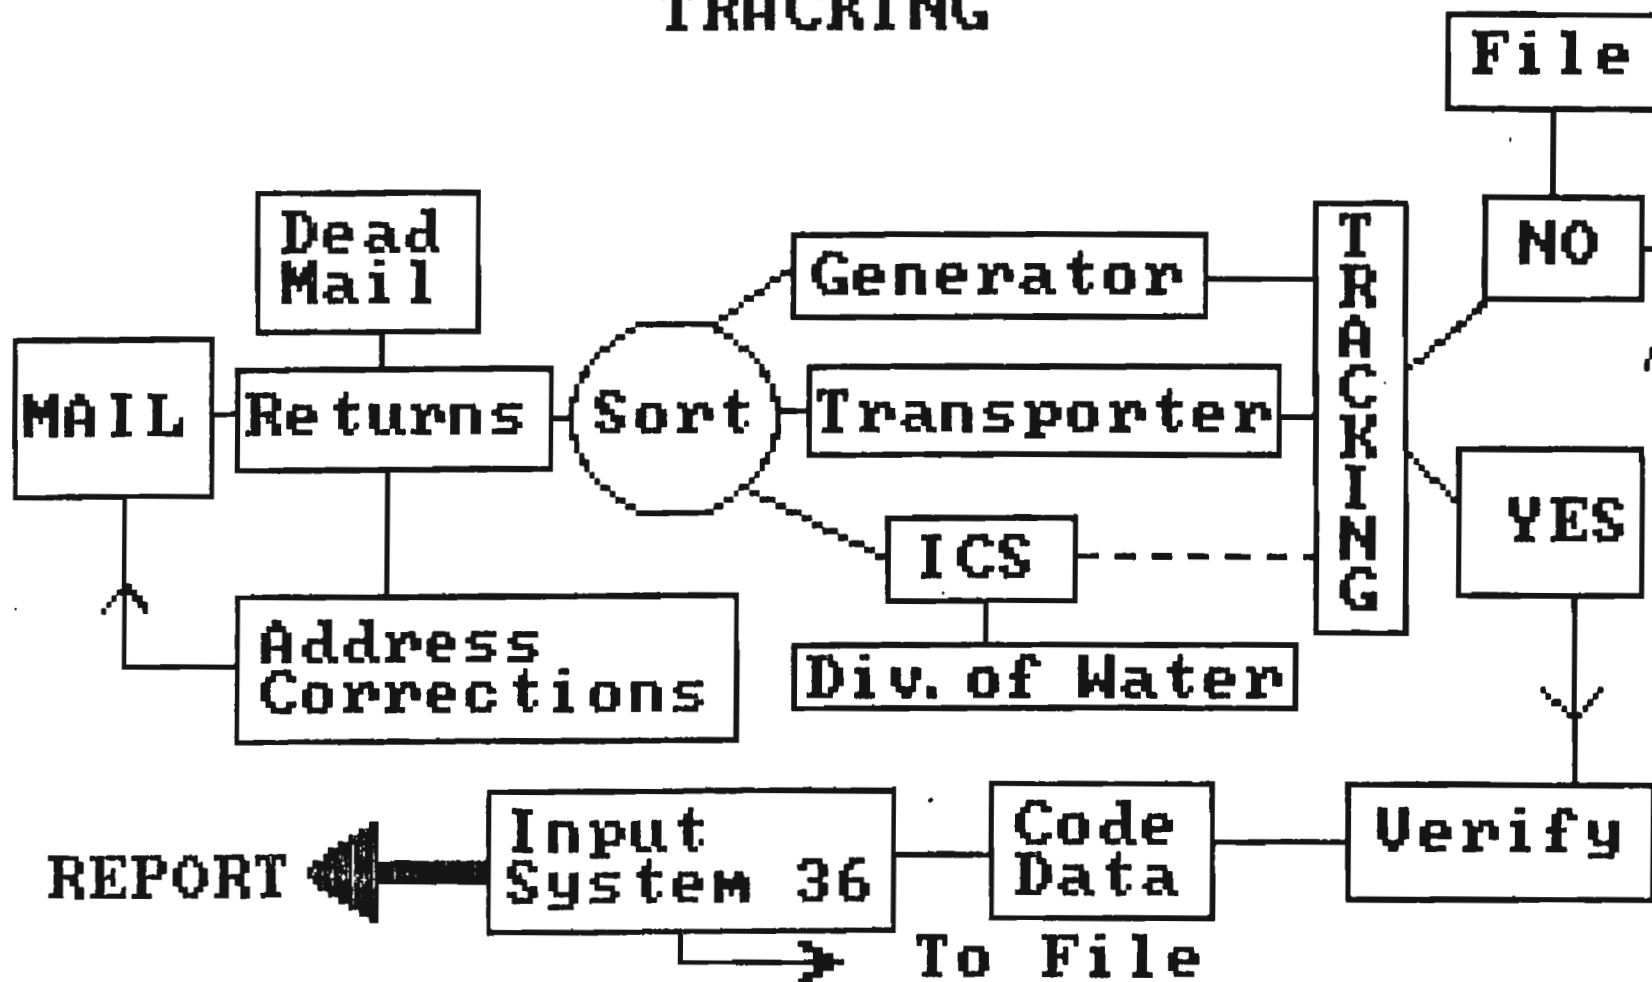 TRACKING
File
Dead
Mail
NO
Generator
MAIL
Returns
Sort
Transporter
TRACKING
YES
ICS
Address
Corrections
Div. of Water
REPORT
Input
System 36
Code
Data
Verify
To File